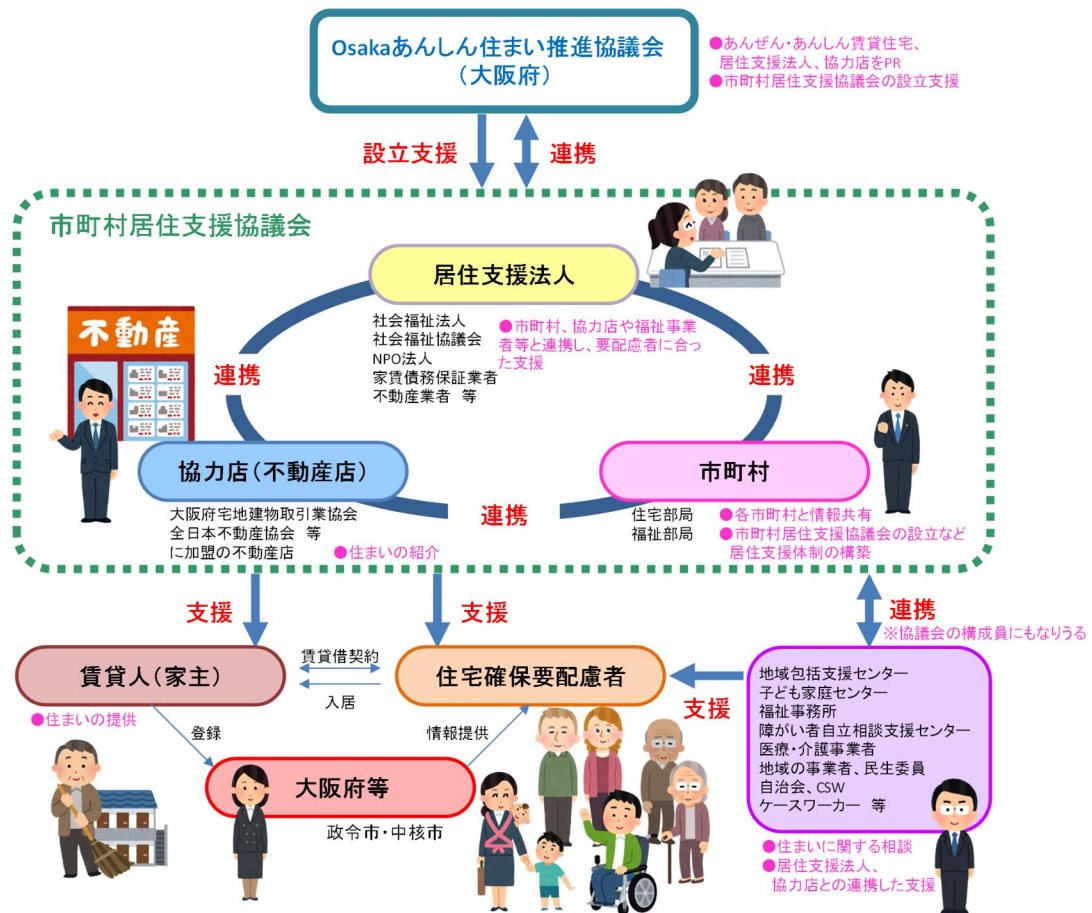 Osakaあんしん住まい推進協議会
（大阪府）
●あんぜん・あんしん賃貸住宅、
居住支援法人、協力店をPR
●市町村居住支援協議会の設立支援
設立支援
連携
市町村居住支援協議会
居住支援法人
社会福祉法人
社会福祉協議会
NPO法人
家賃債務保証業者
不動産業者 等
●市町村、協力店や福祉事業
者等と連携し、要配慮者に合っ
た支援
不動産
連携
連携
協力店（不動産店）
大阪府宅地建物取引業協会
全日本不動産協会 等
に加盟の不動産店
●住まいの紹介
連携
市町村
住宅部局
福祉部局
●各市町村と情報共有
●市町村居住支援協議会の設立など
居住支援体制の構築
支援
支援
連携
※協議会の構成員にもなりうる
賃貸人（家主）
●住まいの提供
賃貸借契約
入居
住宅確保要配慮者
支援
地域包括支援センター
子ども家庭センター
福祉事務所
障がい者自立相談支援センター
医療・介護事業者
地域の事業者、民生委員
自治会、CSW
ケースワーカー 等
登録
情報提供
大阪府等
政令市・中核市
●住まいに関する相談
●居住支援法人、
協力店との連携した支援